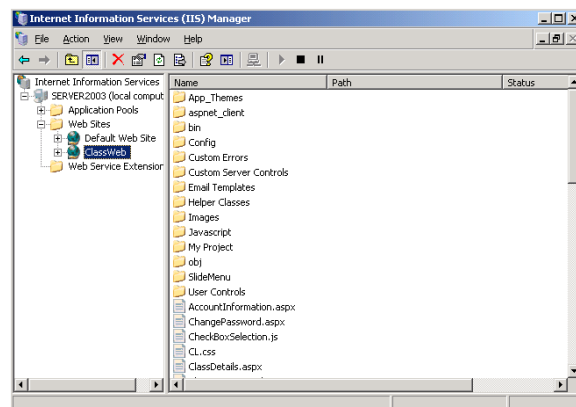 Internet Information Services (IIS) Manager
File Action View Window Help
Internet Information Services
SERVER2003 (local comput
Application Pools
Web Sites
Default Web Site
ClassWeb
Web Service Extension
Name Path Status
App_Themes
aspnet_client
bin
Config
Custom Errors
Custom Server Controls
Email Templates
Helper Classes
Images
Javascript
My Project
obj
SlideMenu
User Controls
AccountInformation.aspx
ChangePassword.aspx
CheckBoxSelection.js
CL.css
ClassDetails.aspx